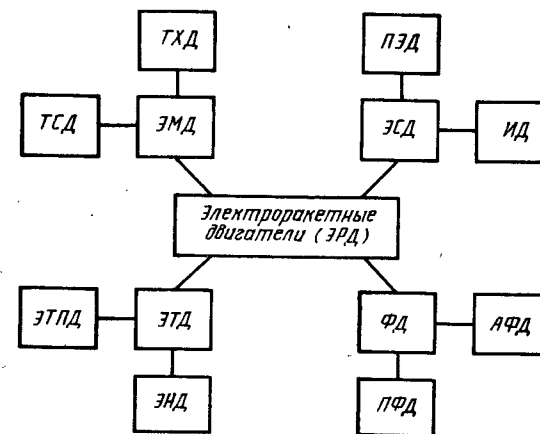 ТХД
ПЭД
ТСД
ЭМД
ЭСД
ИД
Электроракетные
двигатели (ЭРД)
ЭТПД
ЭТД
ФД
АФД
ЭНД
ПФД